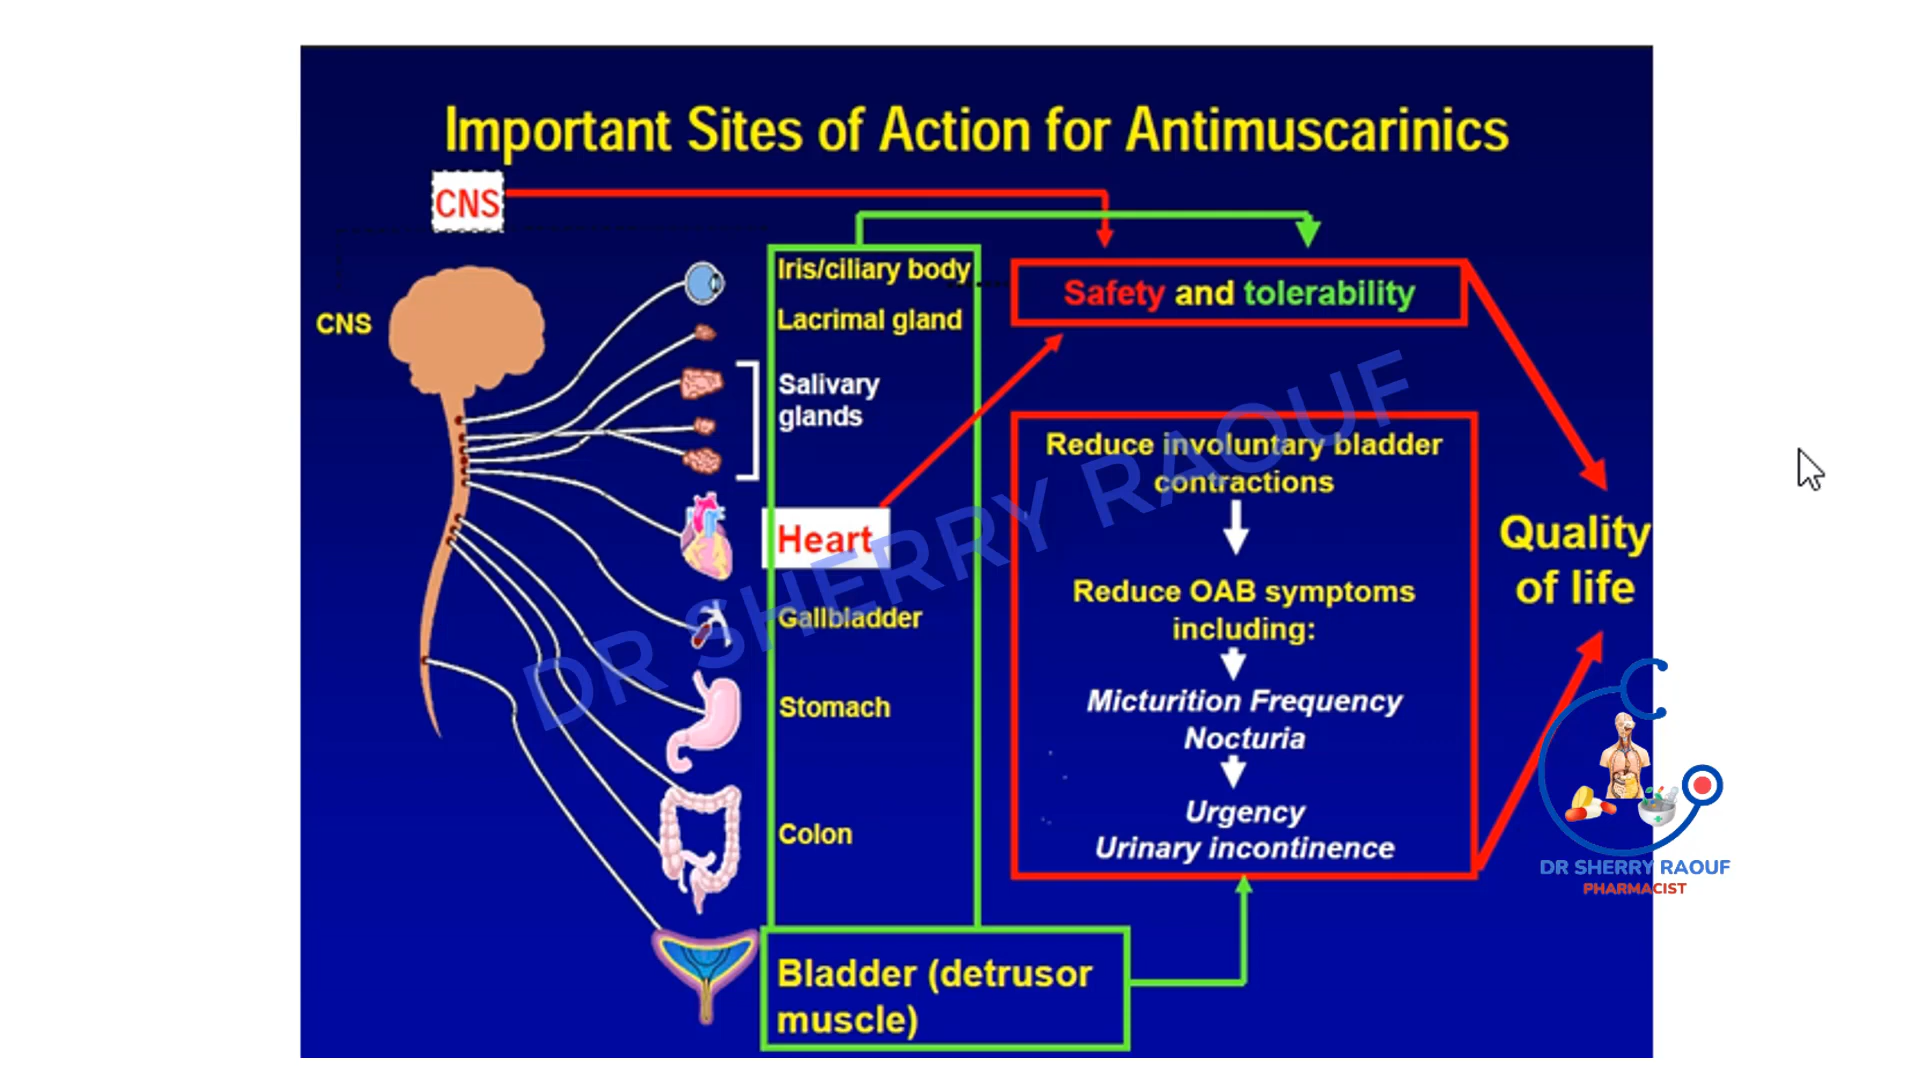 Important Sites of Action for Antimuscarinics
CNS
CNS
Iris/ciliary body
Lacrimal gland
Salivary
glands
Heart
Gallbladder
Stomach
Colon
Bladder (detrusor
muscle)
Safety and tolerability
Reduce involuntary bladder
contractions
Reduce OAB symptoms
including:
Micturition Frequency
Nocturia
Urgency
Urinary incontinence
Quality
of life
DR SHERRY RAOUF
DR SHERRY RAOUF
PHARMACIST